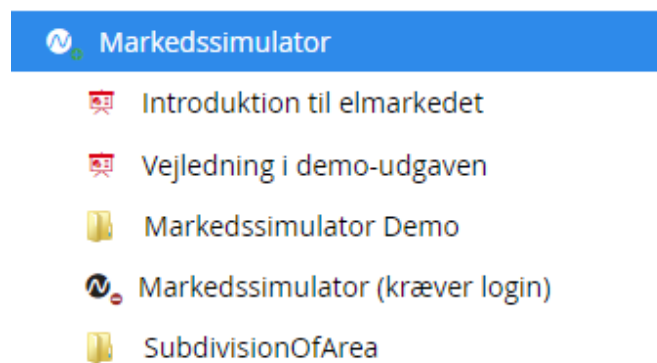 Markedssimulator
Introduktion til elmarkedet
Vejledning i demo-udgaven
Markedssimulator Demo
Markedssimulator (kræver login)
SubdivisionOfArea